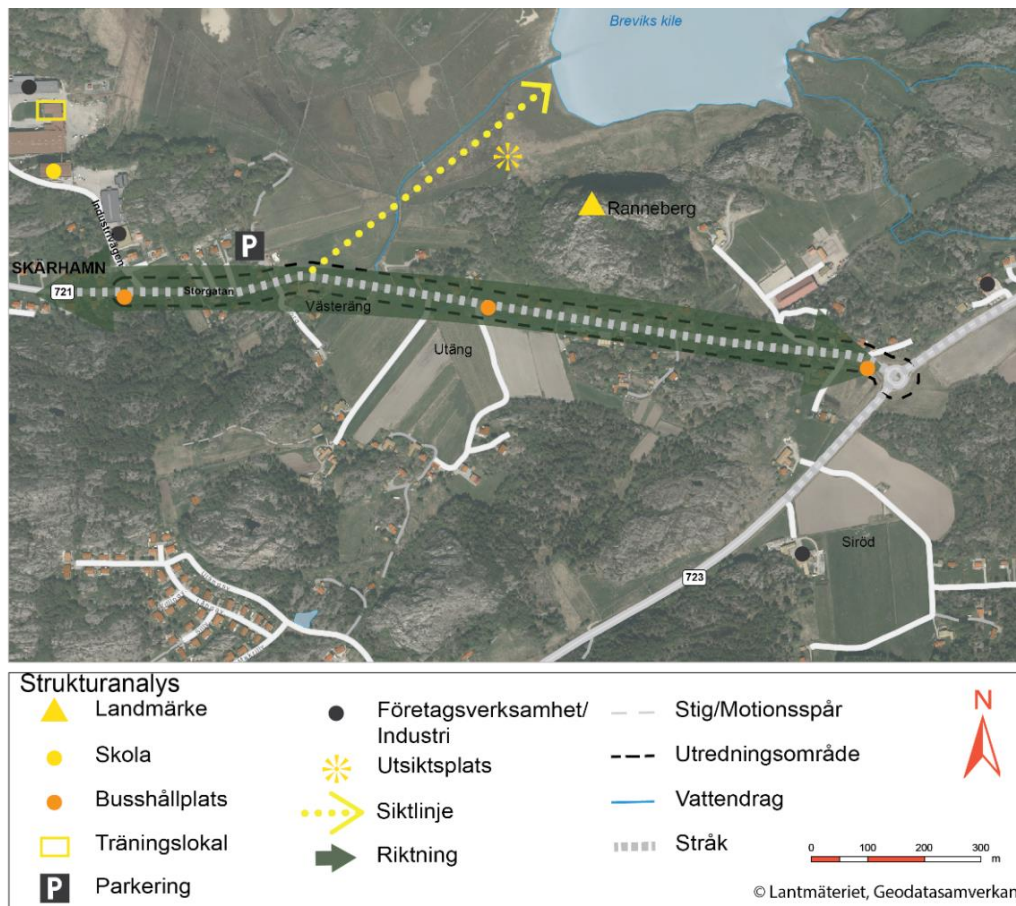 Breviks kile
Ranneberg
Industrivägen
P
SKÄRHAMN
721
Storgatan
Västeräng
Utäng
Siröd
723
Strukturanalys
Landmärke
Skola
Busshållplats
Träningslokal
P Parkering
Företagsverksamhet/
Industri
Utsiktsplats
Siktlinje
Riktning
Stig/Motionsspår
Utredningsområde
Vattendrag
Stråk
N
0 100 200 300
m
© Lantmäteriet, Geodatasamverkan